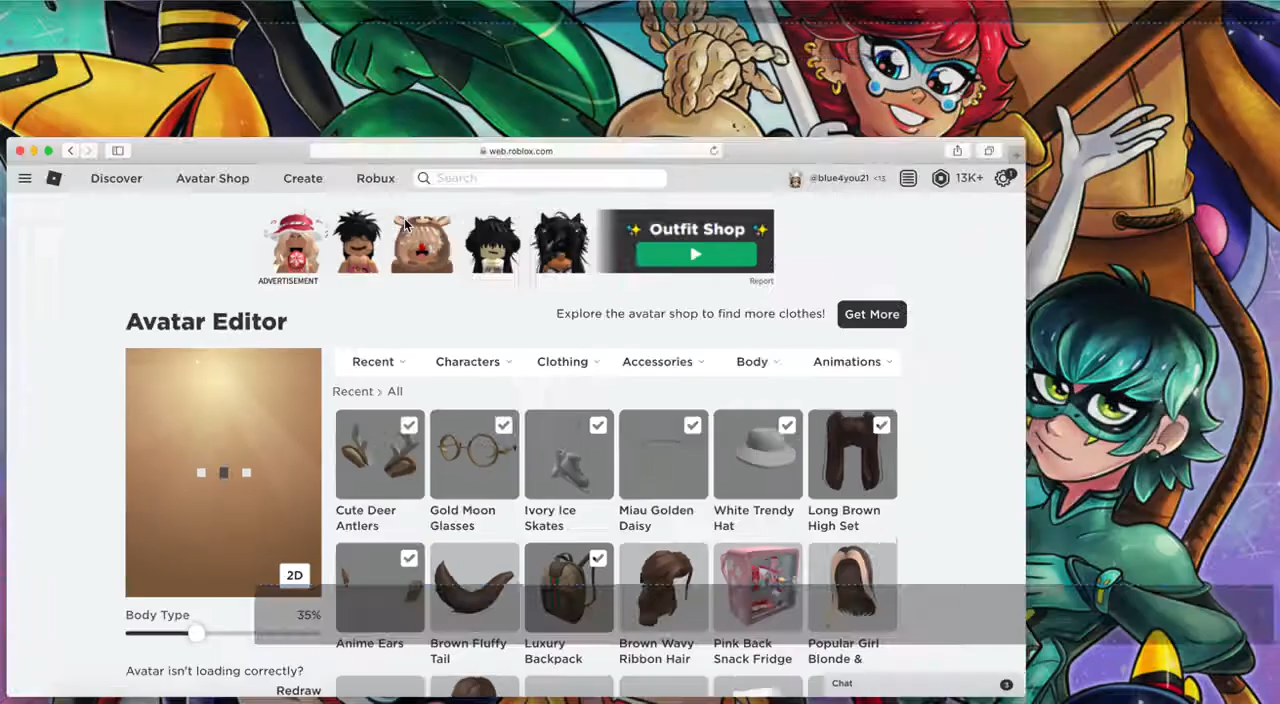 web.roblox.com
Discover
Avatar Shop
Create
Robux
Search
@blue4you21 <13
13K+
1
✨ Outfit Shop ✨
ADVERTISEMENT
Report
Avatar Editor
Explore the avatar shop to find more clothes!
Get More
Recent
Characters
Clothing
Accessories
Body
Animations
Recent > All
Cute Deer
Antlers
Gold Moon
Glasses
Ivory Ice
Skates
Miau Golden
Daisy
White Trendy
Hat
Long Brown
High Set
2D
Body Type 35%
Anime Ears
Brown Fluffy
Tail
Luxury
Backpack
Brown Wavy
Ribbon Hair
Pink Back
Snack Fridge
Popular Girl
Blonde &
Avatar isn't loading correctly?
Redraw
Chat